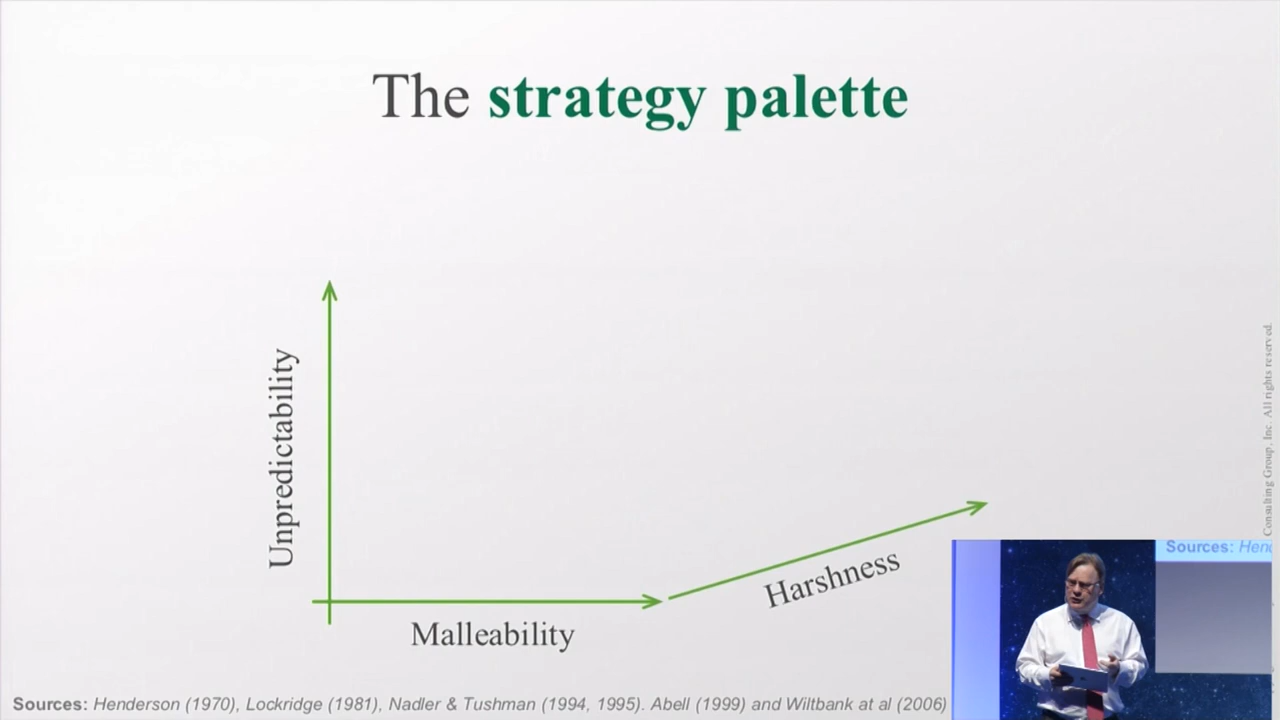 The strategy palette
Unpredictability
Malleability
Harshness
Consulting Group, Inc. All rights reserved.
Sources: Henderson (1970), Lockridge (1981), Nadler & Tushman (1994, 1995). Abell (1999) and Wiltbank at al (2006)
Sources: Hend